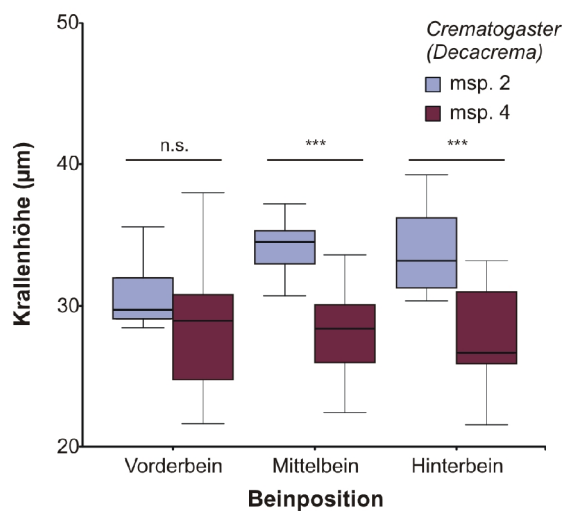 50
Crematogaster
(Decacrema)
msp. 2
msp. 4
n.s.
***
***
40
30
20
Krallenhöhe (µm)
Vorderbein
Mittelbein
Hinterbein
Beinposition